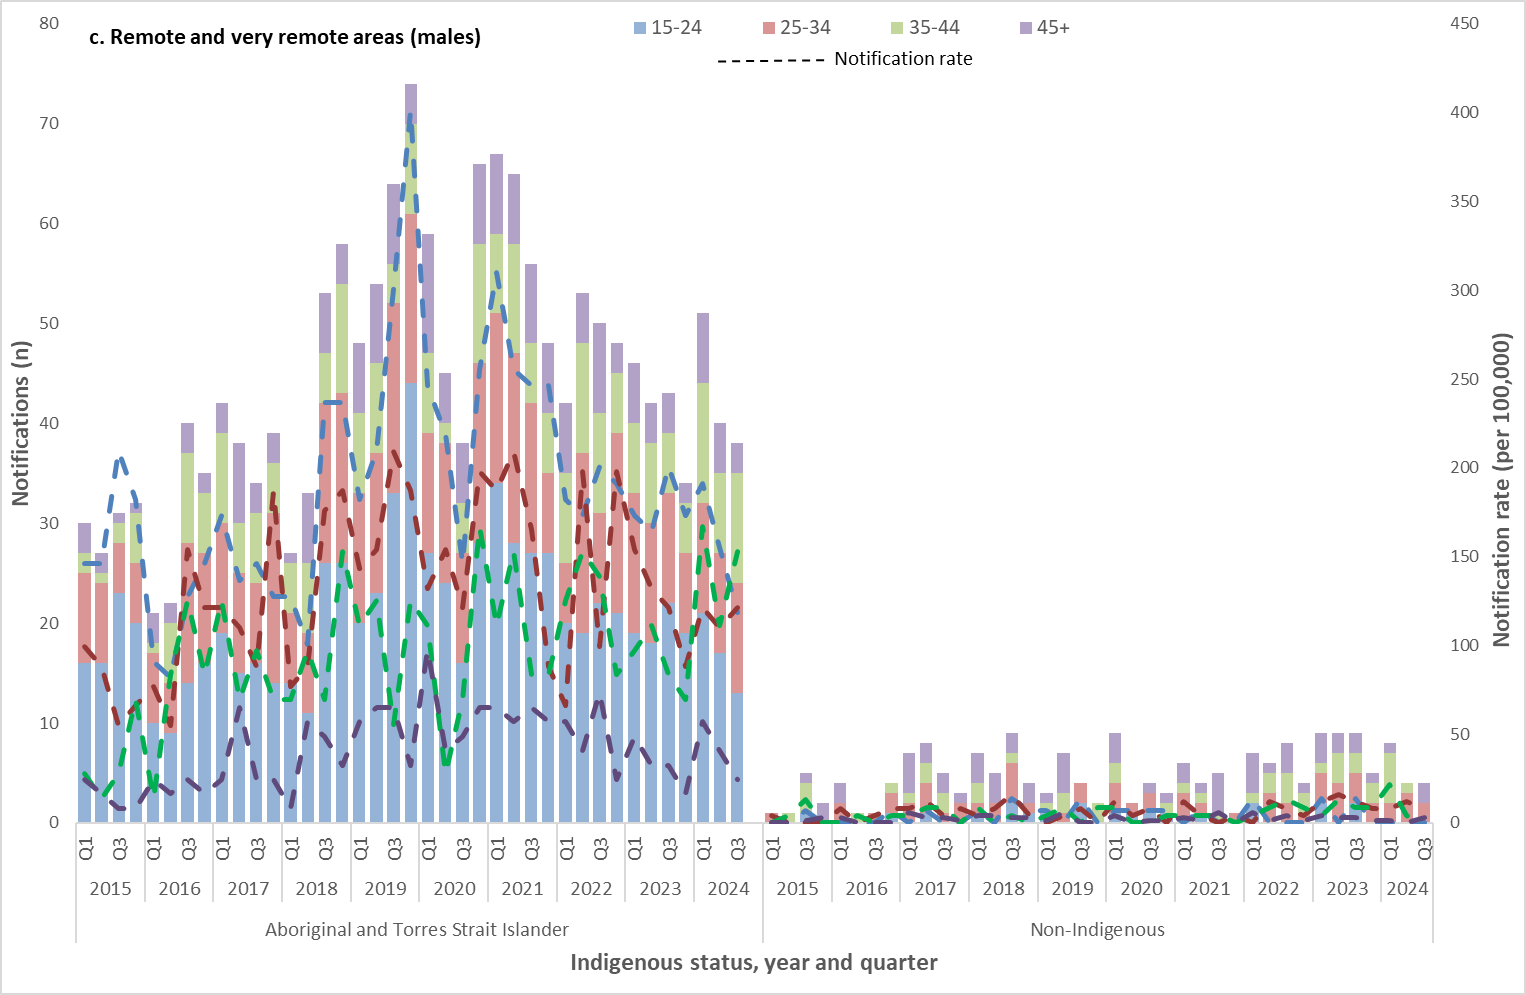 c. Remote and very remote areas (males)
15-24 25-34 35-44 45+
Notification rate
Notifications (n)
80
70
60
50
40
30
20
10
0
Notification rate (per 100,000)
450
400
350
300
250
200
150
100
50
0
Q1 Q3 Q1 Q3 Q1 Q3 Q1 Q3 Q1 Q3 Q1 Q3 Q1 Q3 Q1 Q3 Q1 Q3 Q1 Q3 Q1 Q3 Q1 Q3 Q1 Q3 Q1 Q3 Q1 Q3 Q1 Q3 Q1 Q3 Q1 Q3 Q1 Q3 Q1 Q3
2015 2016 2017 2018 2019 2020 2021 2022 2023 2024 2015 2016 2017 2018 2019 2020 2021 2022 2023 2024
Aboriginal and Torres Strait Islander Non-Indigenous
Indigenous status, year and quarter